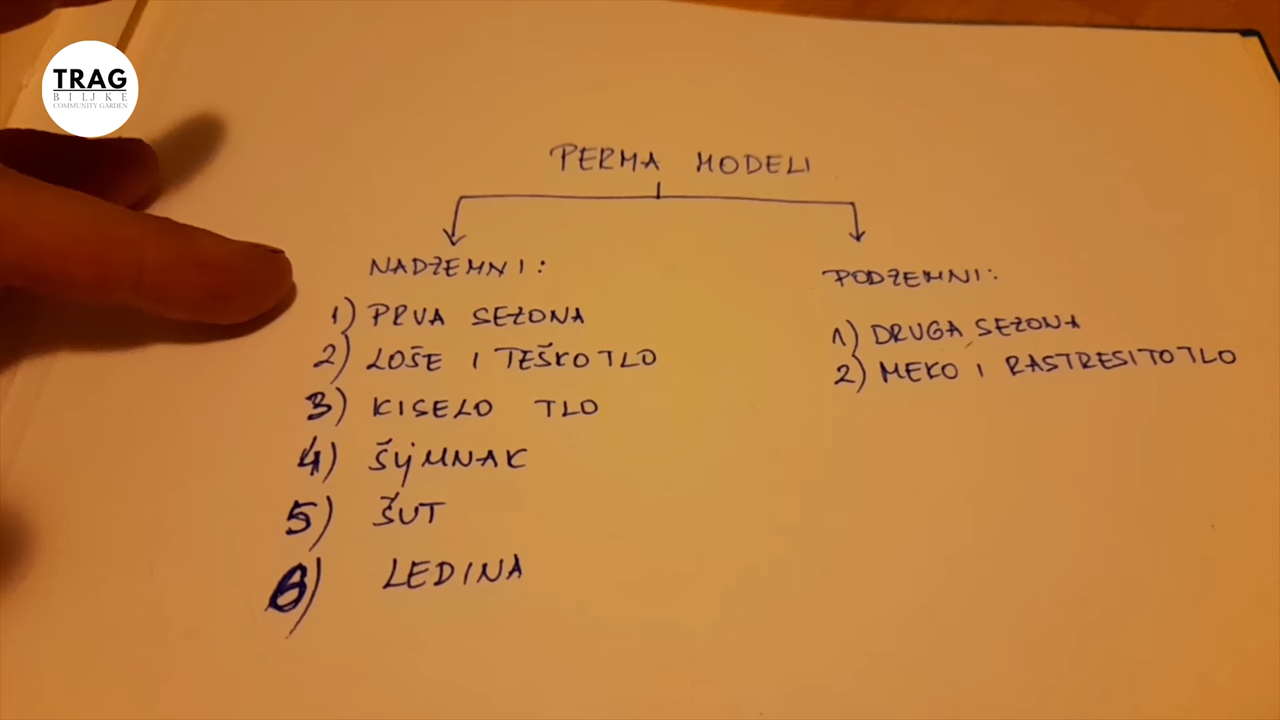 TRAG
BILJKE
COMMUNITY GARDEN
PERMA MODELI
NADZEMNI:
1) PRVA SEZONA
2) LOŠE I TEŠKO TLO
3) KISELO TLO
4) ŠLJMNAK
5) ŠUT
6) LEDINA
PODZEMNI:
1) DRUGA SEZONA
2) MEKO I RASTRESITO TLO